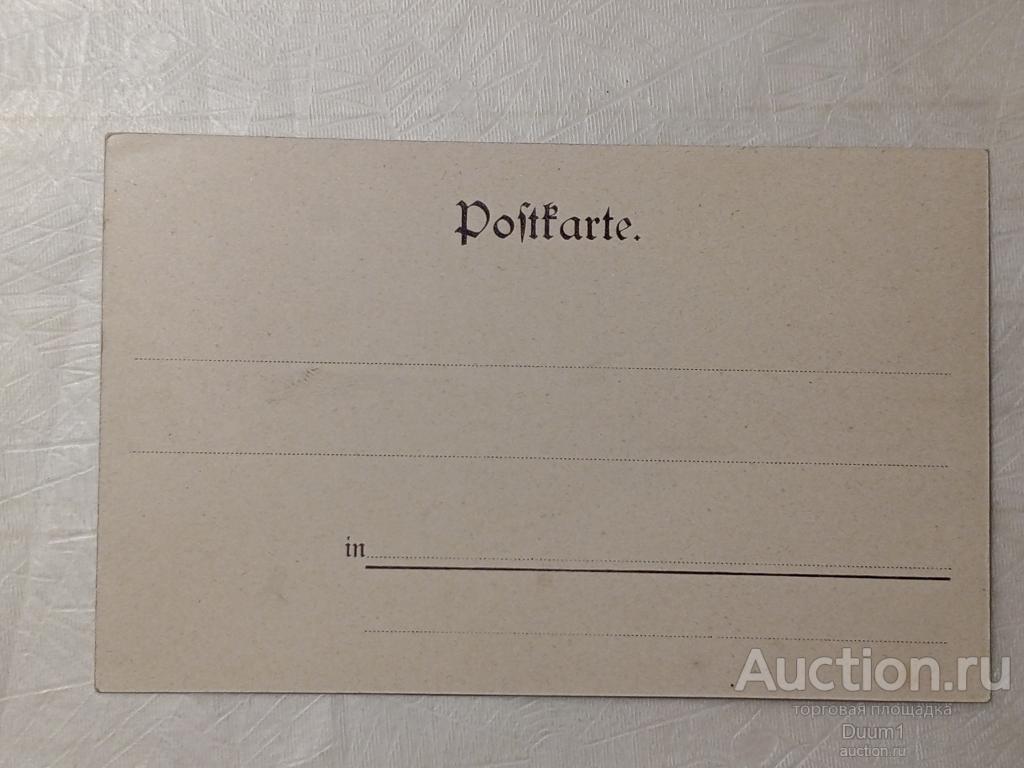 Poſtkarte.
in
Auction.ru
торговая площадка
Duum1
auction.ru